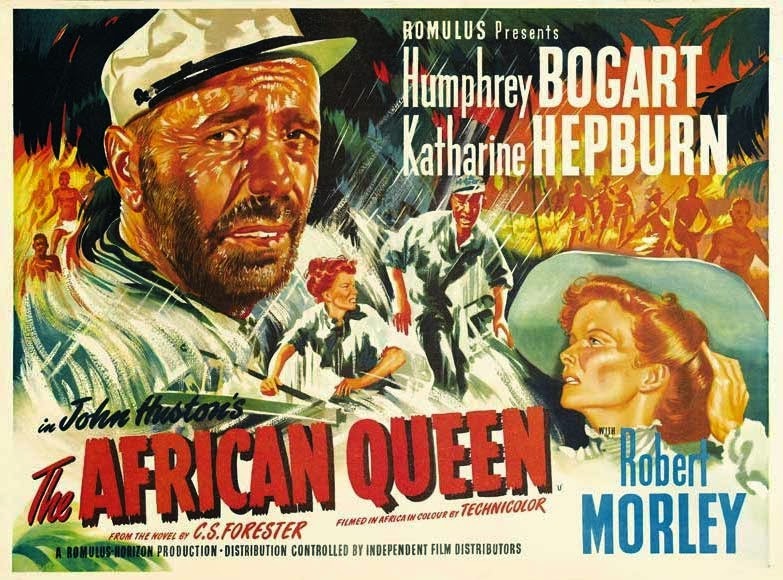 ROMULUS Presents
Humphrey BOGART
Katharine HEPBURN
in John Huston's
The AFRICAN QUEEN
U
FROM THE NOVEL BY C.S. FORESTER
FILMED IN AFRICA IN COLOUR BY TECHNICOLOR
WITH
Robert
MORLEY
A ROMULUS-HORIZON PRODUCTION · DISTRIBUTION CONTROLLED BY INDEPENDENT FILM DISTRIBUTORS